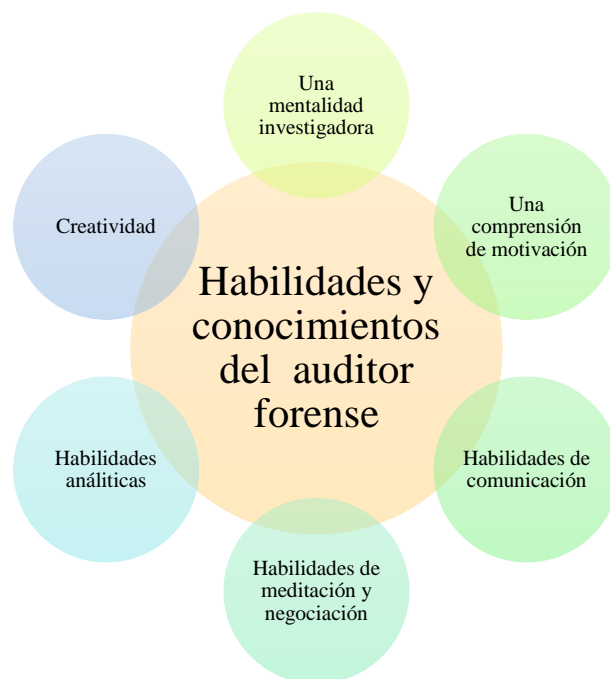 Una
mentalidad
investigadora
Una
comprensión
de motivación
Habilidades de
comunicación
Habilidades de
meditación y
negociación
Habilidades
análiticas
Creatividad
Habilidades y
conocimientos
del auditor
forense